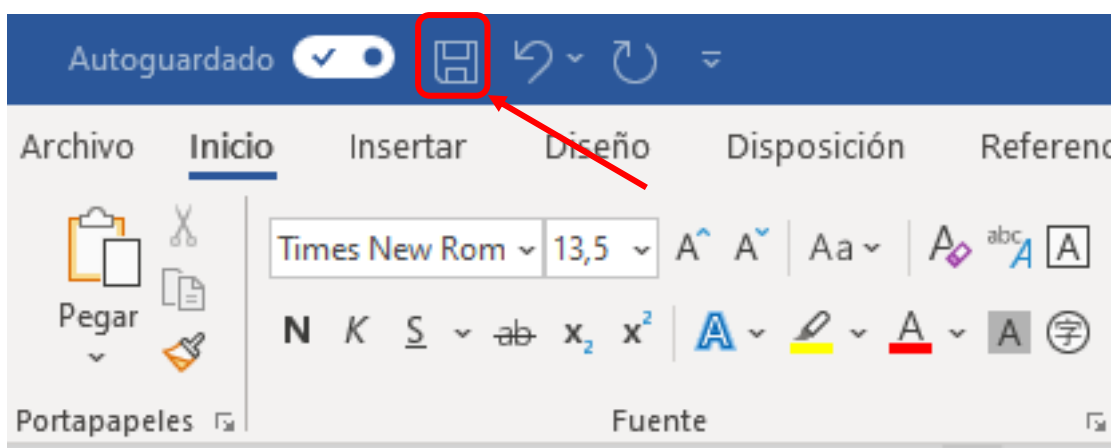 Autoguardado
Archivo Inicio Insertar Diseño Disposición Referenc
Times New Rom 13,5 A A Aa A abc A A
Pegar
N K S ab x2 x2 A A A 字
Portapapeles Fuente